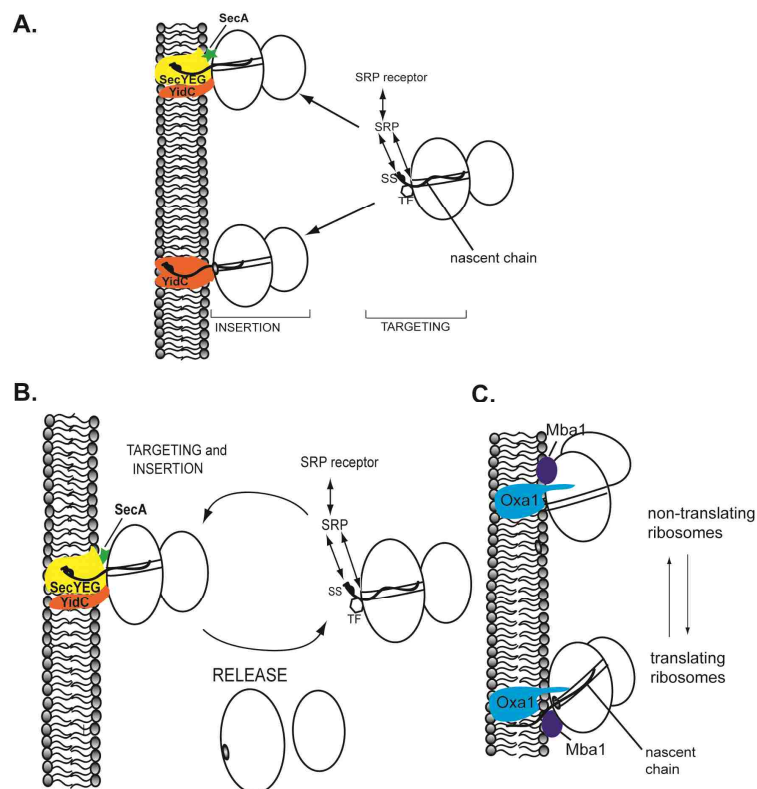 A.
SecA
SecYEG
YidC
SRP receptor
SRP
SS
TF
nascent chain
YidC
INSERTION
TARGETING
B.
TARGETING and
INSERTION
SRP receptor
SecA
SRP
SecYEG
YidC
SS
TF
RELEASE
C.
Mba1
Oxa1
non-translating
ribosomes
translating
ribosomes
Oxa1
Mba1
nascent
chain